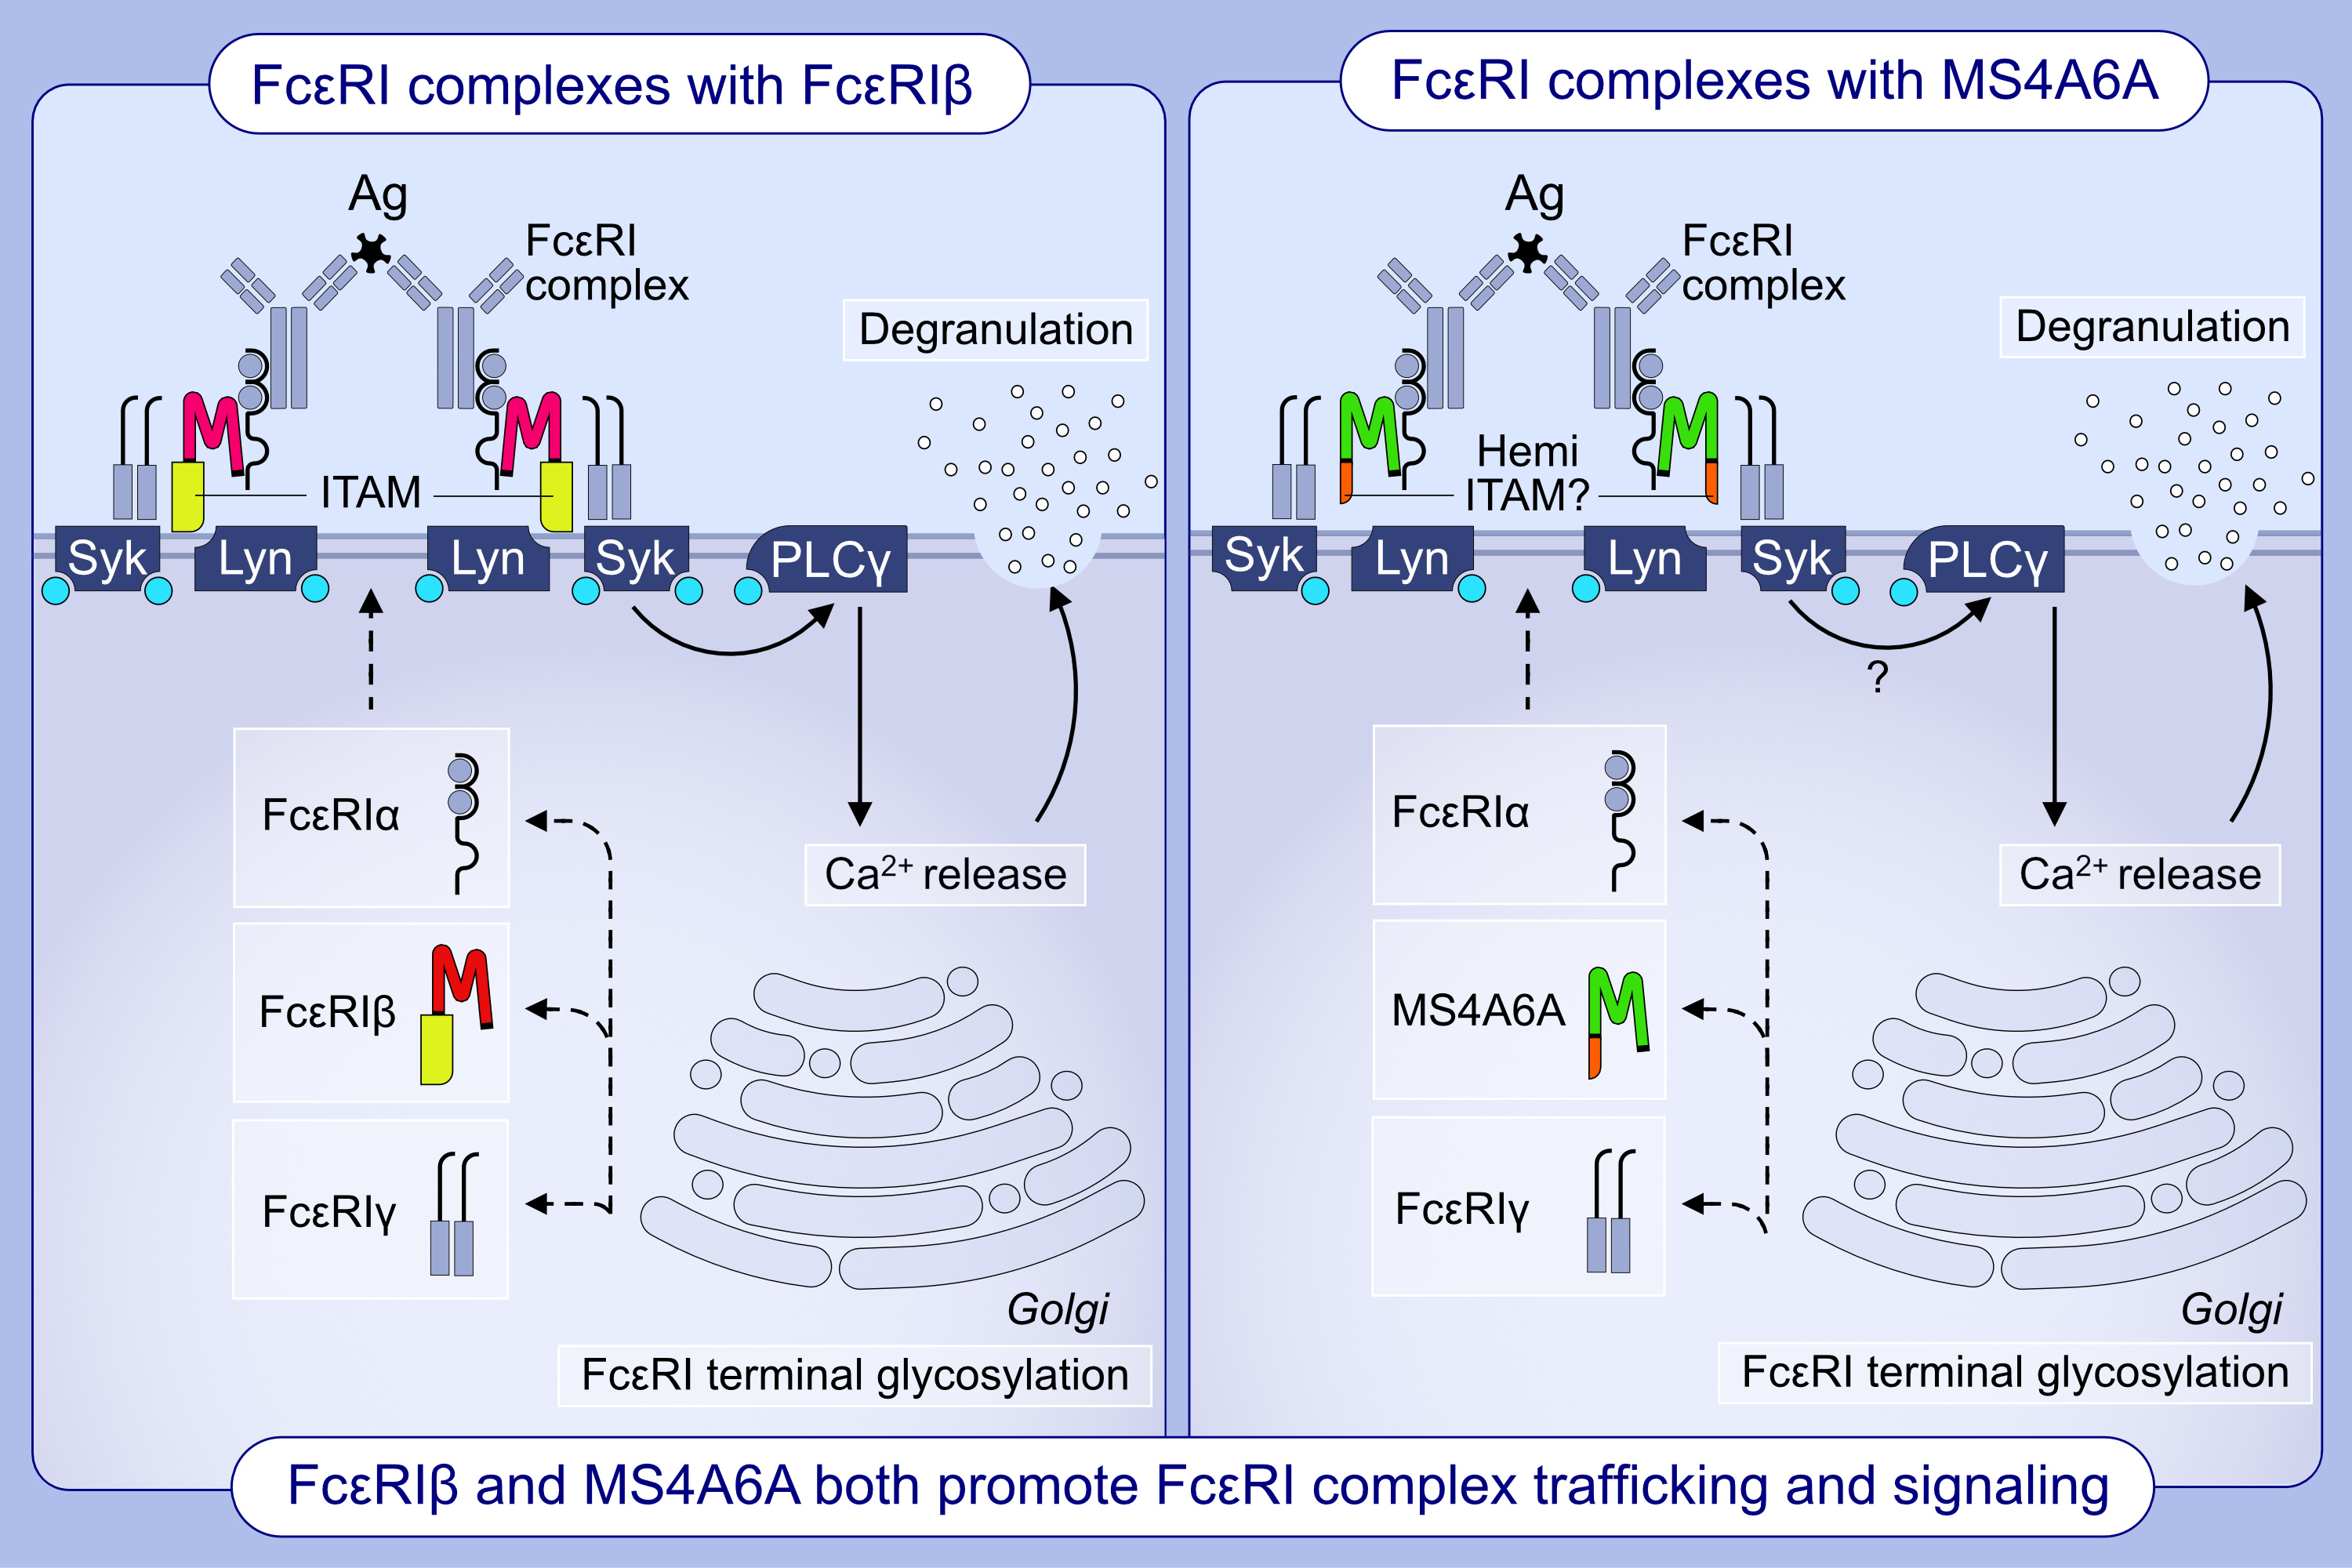 FcεRI complexes with FcεRIβ
Ag
FcεRI
complex
Degranulation
ITAM
Syk
Lyn
Lyn
Syk
PLCγ
FcεRIα
Ca²⁺ release
FcεRIβ
FcεRIγ
Golgi
FcεRI terminal glycosylation
FcεRI complexes with MS4A6A
Ag
FcεRI
complex
Degranulation
Hemi
ITAM?
Syk
Lyn
Lyn
Syk
PLCγ
?
FcεRIα
Ca²⁺ release
MS4A6A
FcεRIγ
Golgi
FcεRI terminal glycosylation
FcεRIβ and MS4A6A both promote FcεRI complex trafficking and signaling